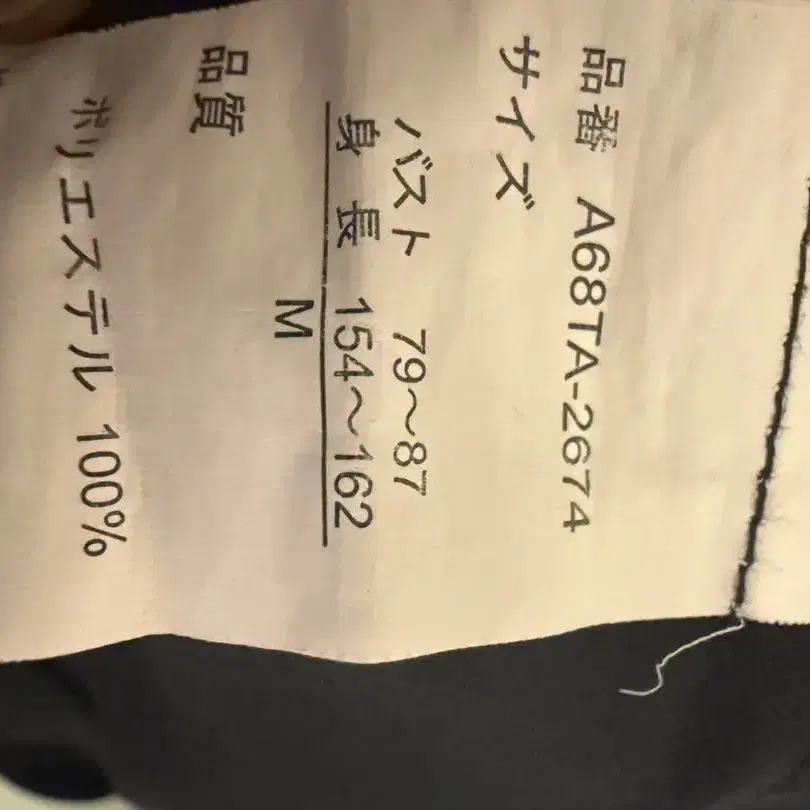 品番 A68TA-2674
サイズ
バスト 79～87
身長 154～162
M
品質
ポリエステル 100%